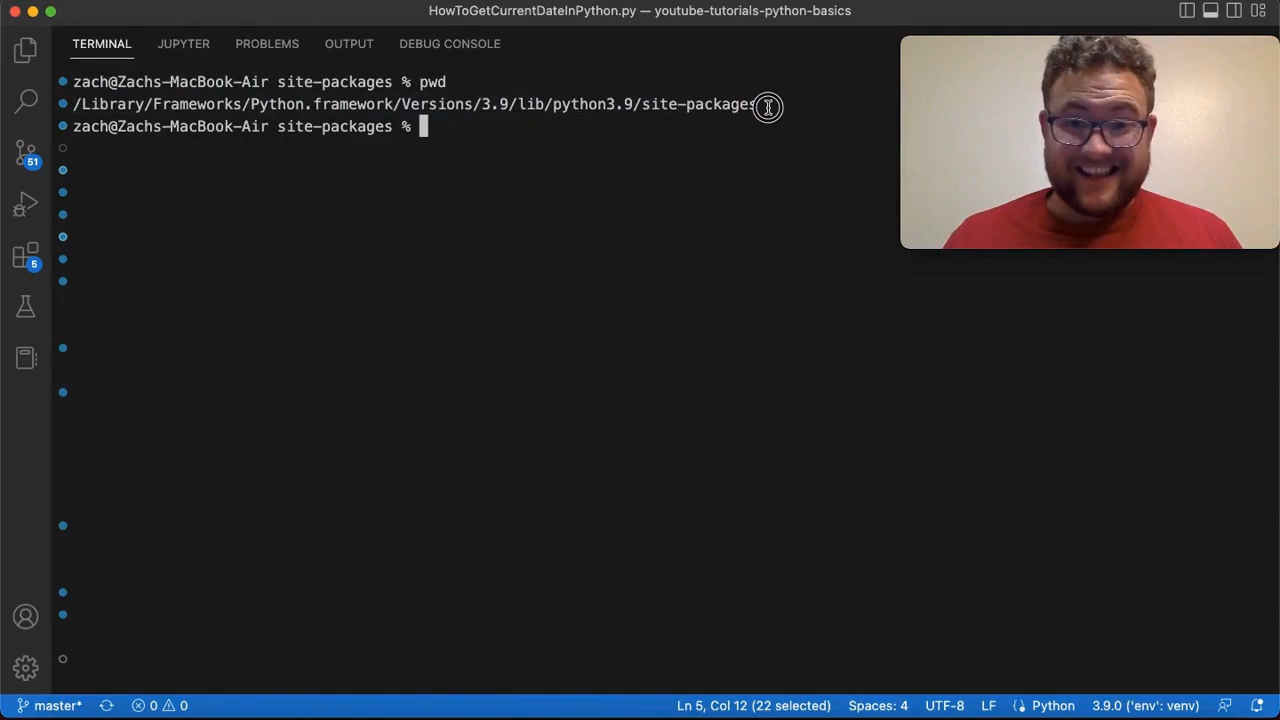 HowToGetCurrentDateInPython.py — youtube-tutorials-python-basics
TERMINAL JUPYTER PROBLEMS OUTPUT DEBUG CONSOLE
zach@Zachs-MacBook-Air site-packages % pwd
/Library/Frameworks/Python.framework/Versions/3.9/lib/python3.9/site-packages
zach@Zachs-MacBook-Air site-packages %
51
5
master* 0 0 Ln 5, Col 12 (22 selected) Spaces: 4 UTF-8 LF Python 3.9.0 ('env': venv)